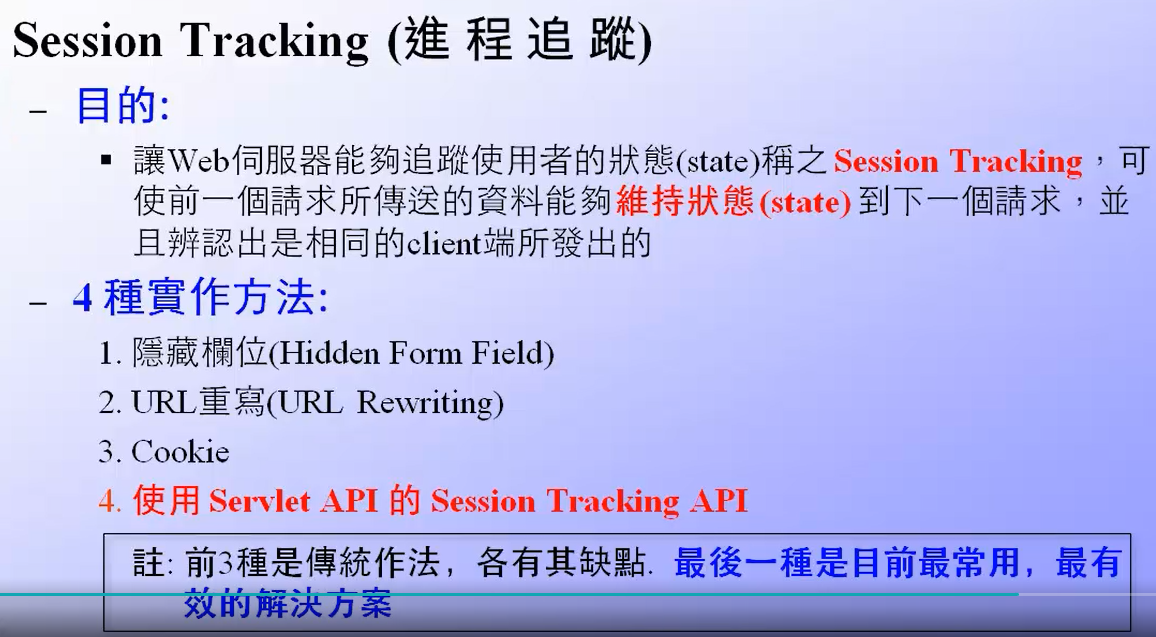 Session Tracking (進 程 追 蹤)
– 目的:
▪ 讓Web伺服器能夠追蹤使用者的狀態(state)稱之 Session Tracking，可
使前一個請求所傳送的資料能夠維持狀態(state) 到下一個請求，並
且辨認出是相同的client端所發出的
– 4 種實作方法:
1. 隱藏欄位(Hidden Form Field)
2. URL重寫(URL Rewriting)
3. Cookie
4. 使用 Servlet API 的 Session Tracking API
註: 前3種是傳統作法，各有其缺點. 最後一種是目前最常用，最有
效的解決方案